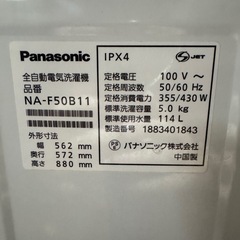 Panasonic
全自動電気洗濯機
品番
NA-F50B11
外形寸法
幅 562 mm
奥行 572 mm
高さ 880 mm
IPX4
JET
定格電圧 100 V ～
定格周波数 50/60 Hz
定格消費電力 355/430 W
標準洗濯容量 5.0 kg
標準使用水量 114 L
製造番号 1883401843
パナソニック株式会社
中国製